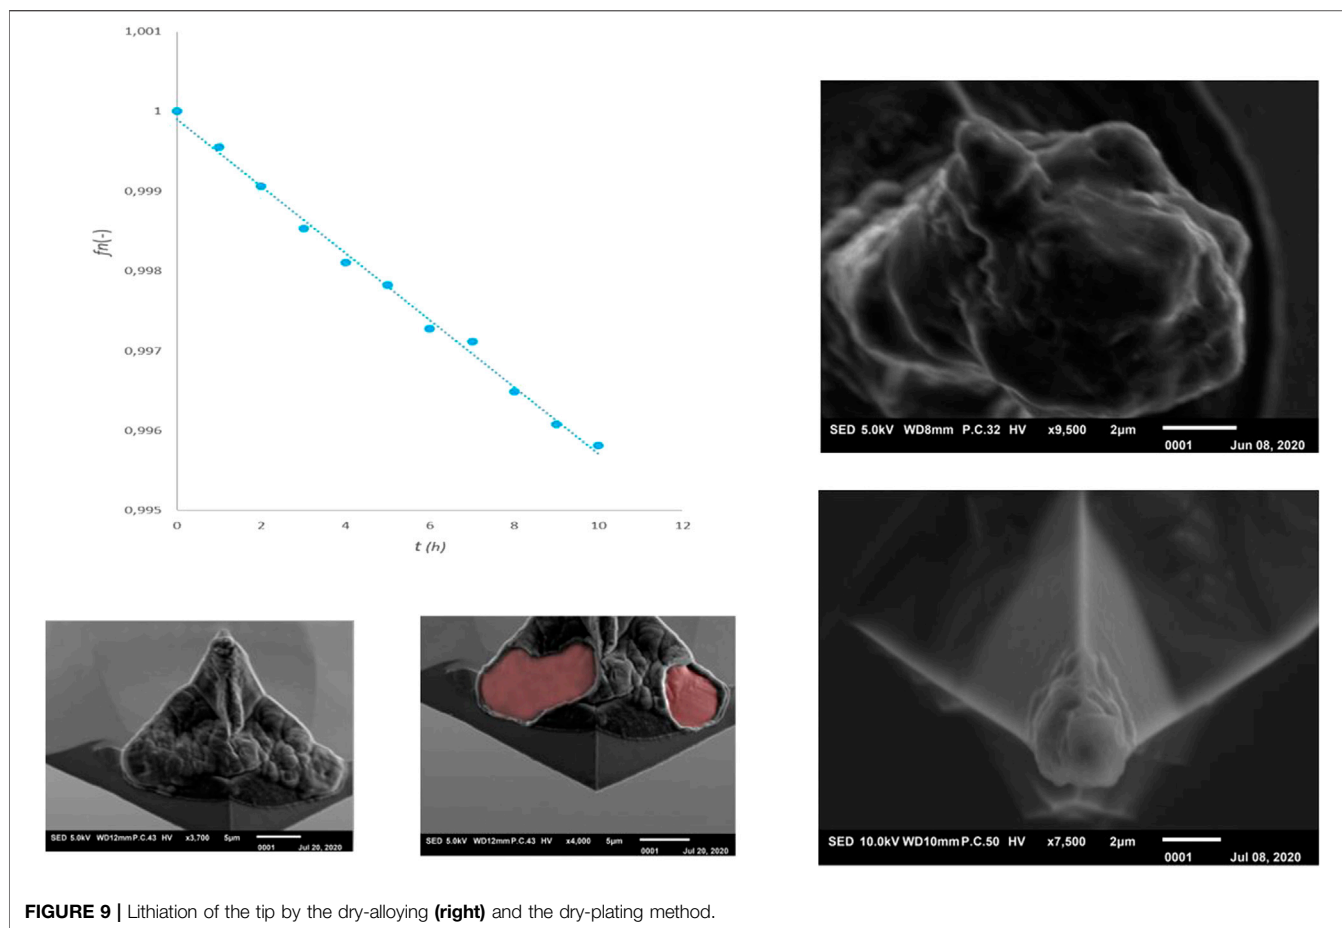 1,001
1
0,999
0,998
0,997
0,996
0,995
fn(-)
0 2 4 6 8 10 12
t (h)
SED 5.0kV WD8mm P.C.32 HV x9,500 2µm
0001 Jun 08, 2020
SED 5.0kV WD12mmP.C.43 HV x3,700 5µm
0001 Jul 20, 2020
SED 5.0kV WD12mmP.C.43 HV x4,000 5µm
0001 Jul 20, 2020
SED 10.0kV WD10mmP.C.50 HV x7,500 2µm
0001 Jul 08, 2020
FIGURE 9 | Lithiation of the tip by the dry-alloying (right) and the dry-plating method.